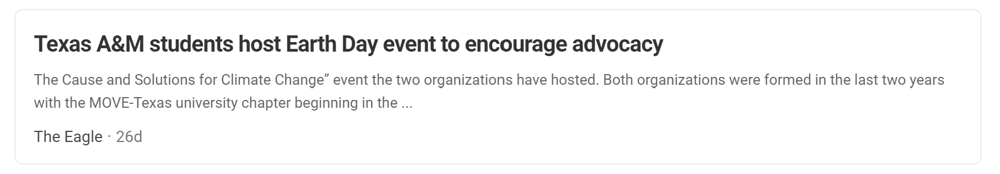 Texas A&M students host Earth Day event to encourage advocacy
The Cause and Solutions for Climate Change” event the two organizations have hosted. Both organizations were formed in the last two years
with the MOVE-Texas university chapter beginning in the ...
The Eagle · 26d